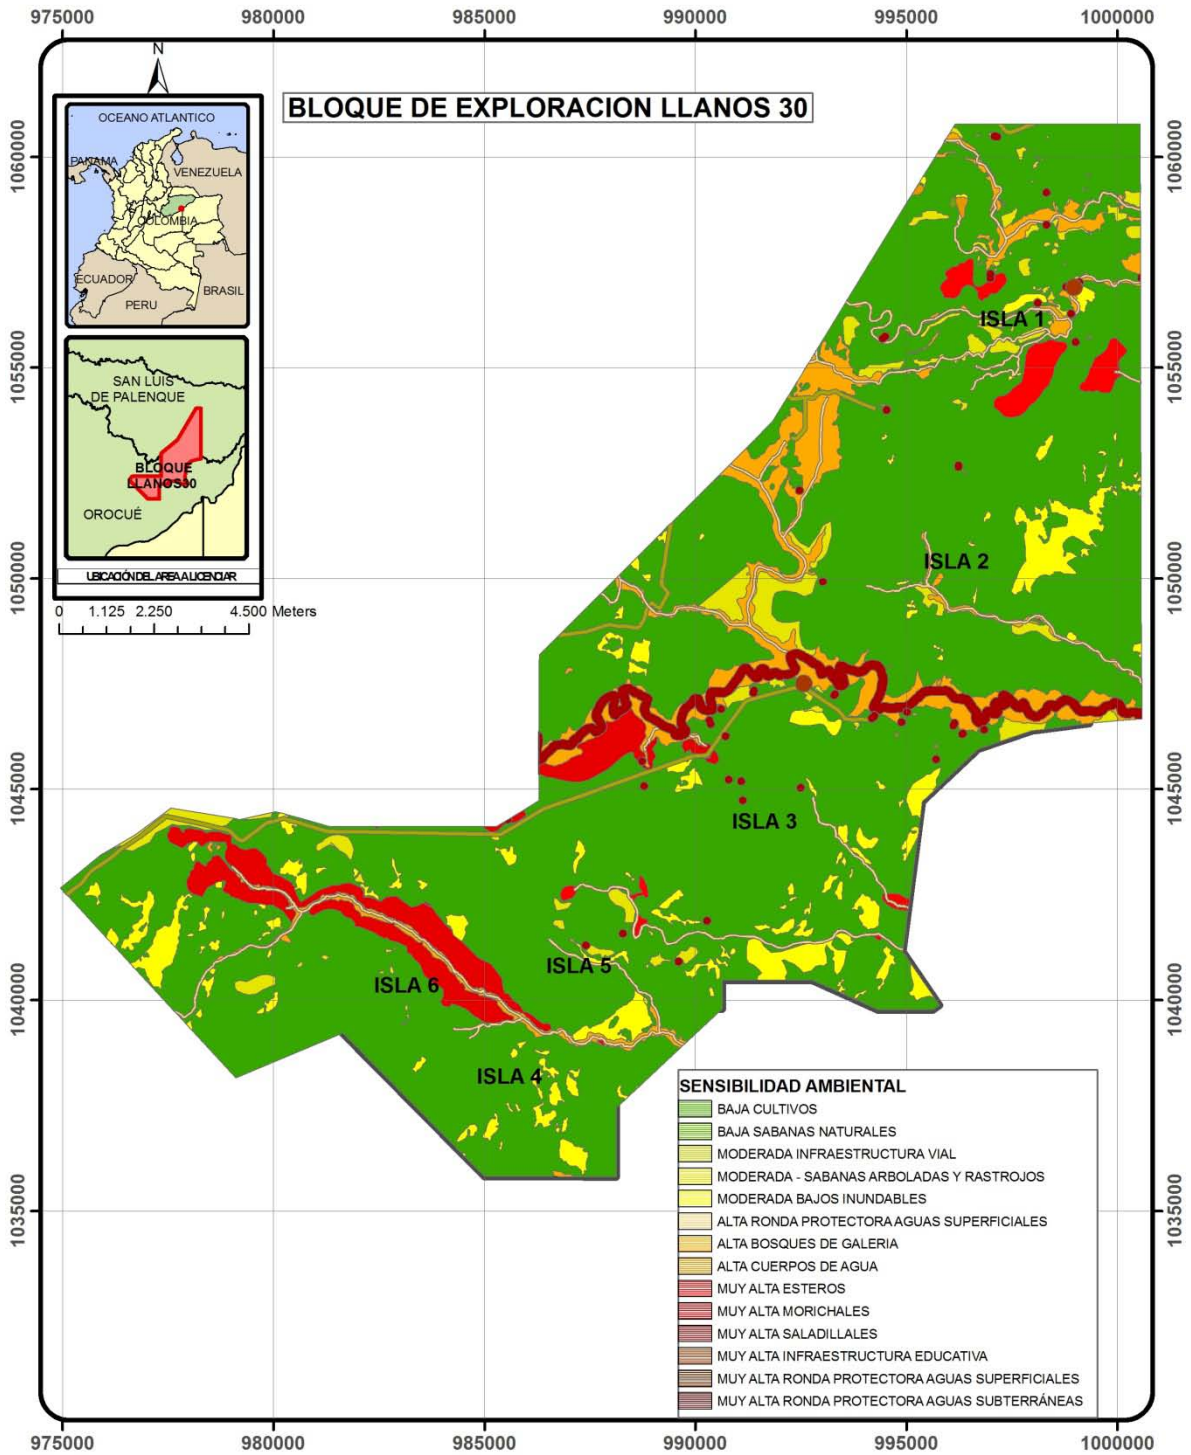 975000 980000 985000 990000 995000 1000000
N
BLOQUE DE EXPLORACION LLANOS 30
OCEANO ATLANTICO
PANAMA
VENEZUELA
COLOMBIA
ECUADOR
BRASIL
PERU
SAN LUIS
DE PALENQUE
BLOQUE
LLANOS30
OROCUÉ
UBICACIÓN DEL AREA A LICENCIAR
0 1.125 2.250 4.500 Meters
1060000 1060000
1055000 1055000
1050000 1050000
1045000 1045000
1040000 1040000
1035000 1035000
ISLA 1
ISLA 2
ISLA 3
ISLA 5
ISLA 6
ISLA 4
SENSIBILIDAD AMBIENTAL
BAJA CULTIVOS
BAJA SABANAS NATURALES
MODERADA INFRAESTRUCTURA VIAL
MODERADA - SABANAS ARBOLADAS Y RASTROJOS
MODERADA BAJOS INUNDABLES
ALTA RONDA PROTECTORA AGUAS SUPERFICIALES
ALTA BOSQUES DE GALERIA
ALTA CUERPOS DE AGUA
MUY ALTA ESTEROS
MUY ALTA MORICHALES
MUY ALTA SALADILLALES
MUY ALTA INFRAESTRUCTURA EDUCATIVA
MUY ALTA RONDA PROTECTORA AGUAS SUPERFICIALES
MUY ALTA RONDA PROTECTORA AGUAS SUBTERRÁNEAS
975000 980000 985000 990000 995000 1000000